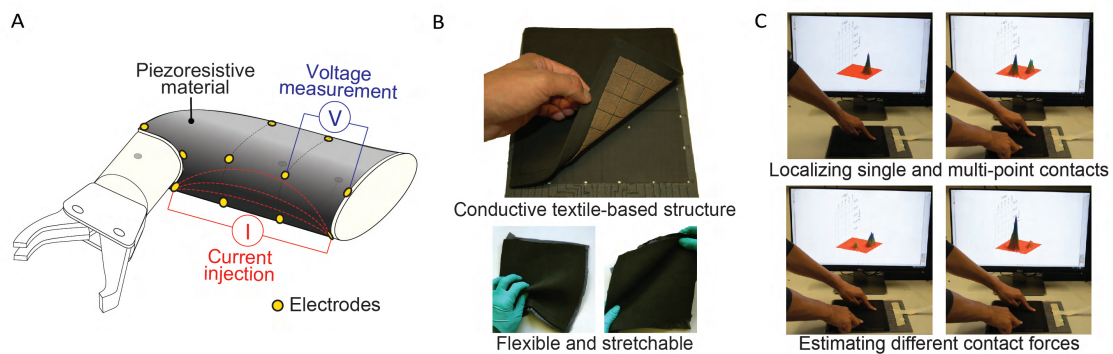 A
Piezoresistive
material
Voltage
measurement
V
I
Current
injection
Electrodes
B
Conductive textile-based structure
Flexible and stretchable
C
Localizing single and multi-point contacts
Estimating different contact forces